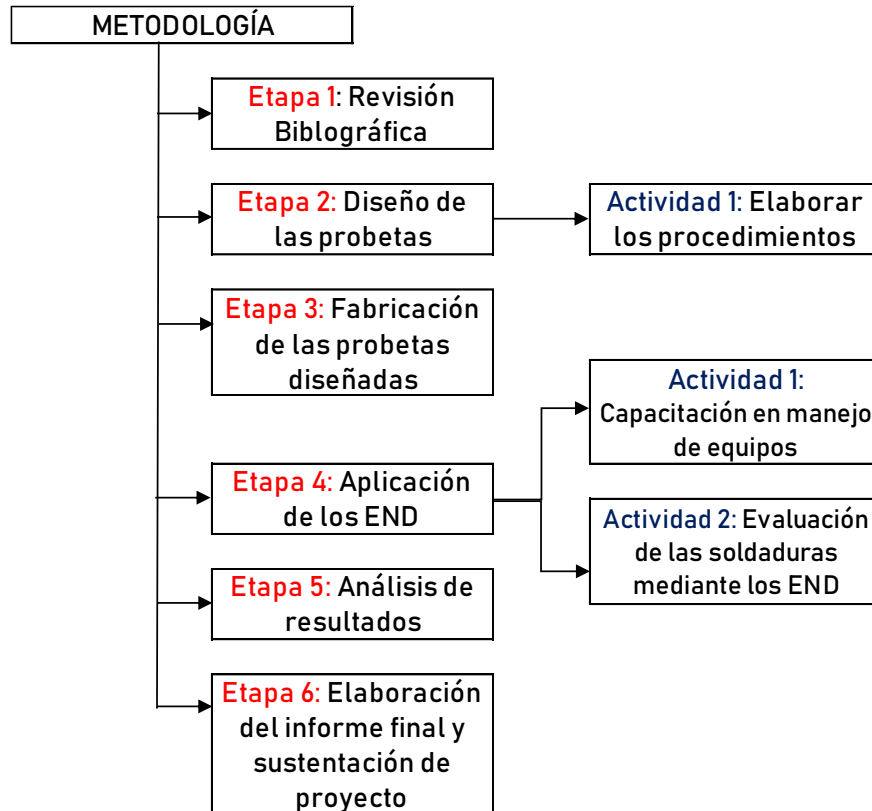 METODOLOGÍA
Etapa 1: Revisión
Biblográfica
Etapa 2: Diseño de
las probetas
Actividad 1: Elaborar
los procedimientos
Etapa 3: Fabricación
de las probetas
diseñadas
Actividad 1:
Capacitación en manejo
de equipos
Etapa 4: Aplicación
de los END
Actividad 2: Evaluación
de las soldaduras
mediante los END
Etapa 5: Análisis de
resultados
Etapa 6: Elaboración
del informe final y
sustentación de
proyecto